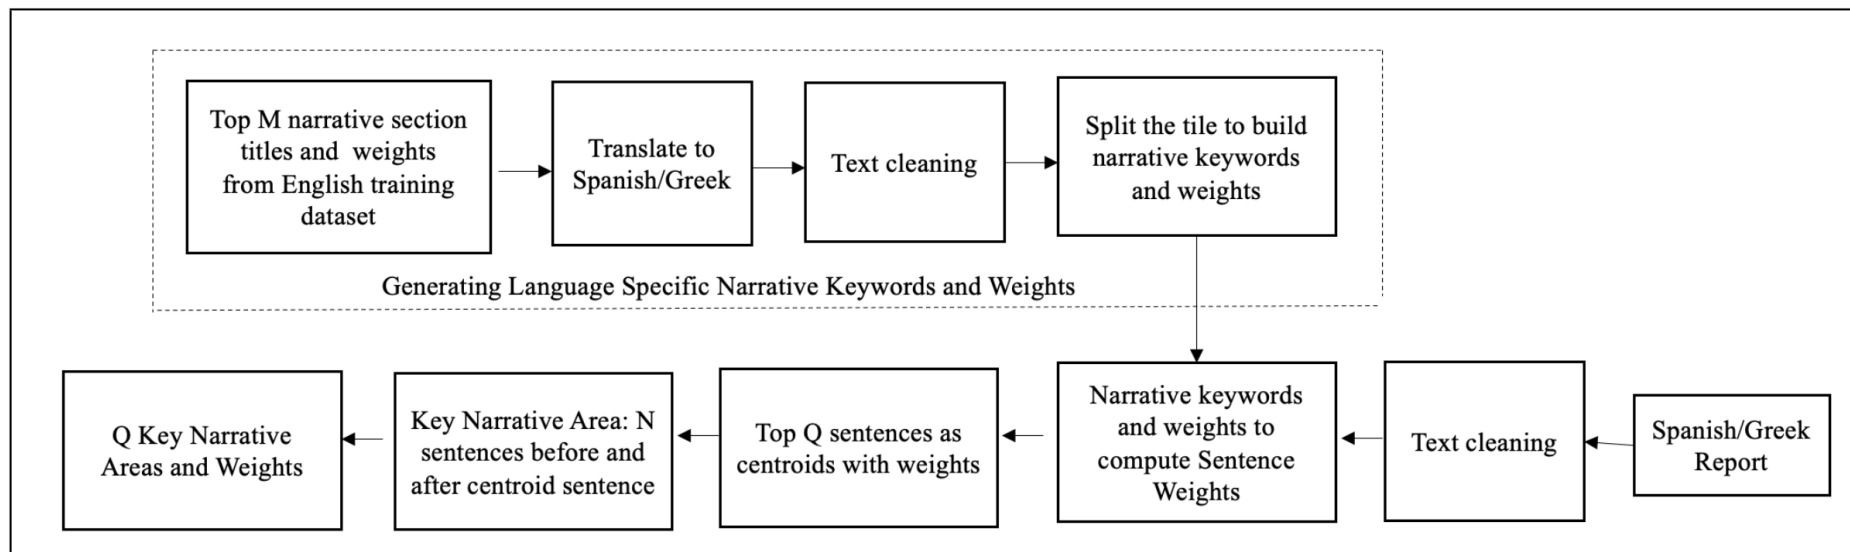 Top M narrative section
titles and weights
from English training
dataset
Translate to
Spanish/Greek
Text cleaning
Split the tile to build
narrative keywords
and weights
Generating Language Specific Narrative Keywords and Weights
Q Key Narrative
Areas and Weights
Key Narrative Area: N
sentences before and
after centroid sentence
Top Q sentences as
centroids with weights
Narrative keywords
and weights to
compute Sentence
Weights
Text cleaning
Spanish/Greek
Report